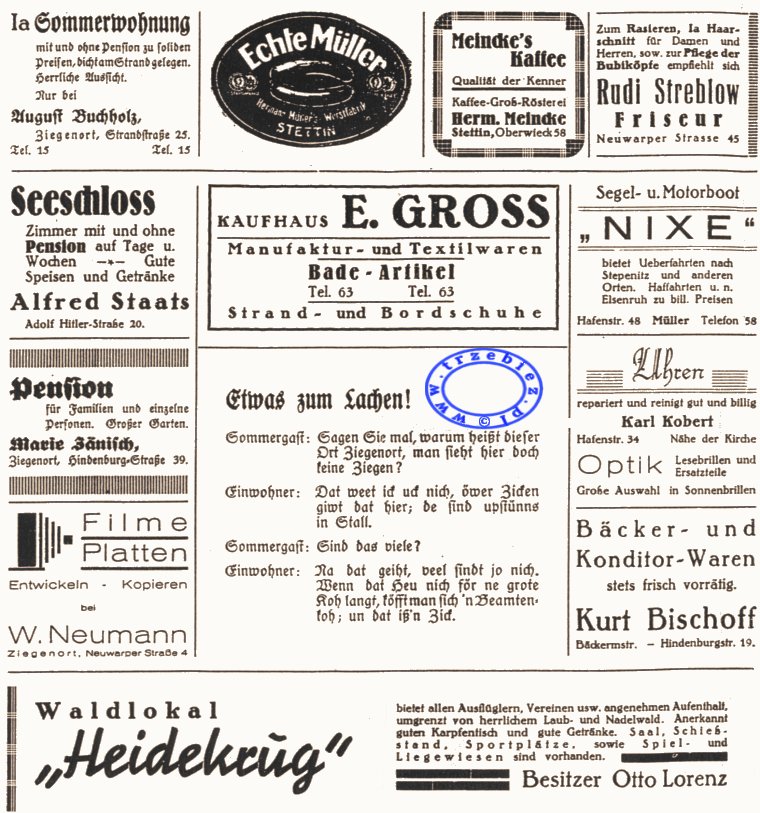 Ia Sommerwohnung
mit und ohne Pension zu soliden
Preisen, dicht am Strand gelegen.
Herrliche Aussicht.
Nur bei
August Buchholz,
Ziegenort, Strandstraße 25.
Tel. 15 Tel. 15
Echte Müller
Hermann Müller's Wurstfabrik
STETTIN
Meincke's
Kaffee
Qualität der Kenner
Kaffee-Groß-Rösterei
Herm. Meincke
Stettin, Oberwiek 58
Zum Rasieren, Ia Haar-
schnitt für Damen und
Herren, sow. zur Pflege der
Bubiköpfe empfiehlt sich
Rudi Streblow
Friseur
Neuwarper Strasse 45
Seeschloss
Zimmer mit und ohne
Pension auf Tage u.
Wochen –*– Gute
Speisen und Getränke
Alfred Staats
Adolf Hitler-Straße 20.
Pension
für Familien und einzelne
Personen. Großer Garten.
Marie Jänisch,
Ziegenort, Hindenburg-Straße 39.
Filme
Platten
Entwickeln - Kopieren
bei
W. Neumann
Ziegenort, Neuwarper Straße 4
KAUFHAUS E. GROSS
Manufaktur- und Textilwaren
Bade-Artikel
Tel. 63 Tel. 63
Strand- und Bordschuhe
www.trzebiez.pl ©
Etwas zum Lachen!
Sommergast: Sagen Sie mal, warum heißt dieser
Ort Ziegenort, man sieht hier doch
keine Ziegen?
Einwohner: Dat weet ick uck nich, öwer Zicken
giwt dat hier; de sind upstünns
in Stall.
Sommergast: Sind das viele?
Einwohner: Na dat geiht, veel sindt jo nich.
Wenn dat Heu nich för ne grote
Koh langt, köfft man sich 'n Beamten-
koh; un dat iß'n Zick.
Segel- u. Motorboot
„NIXE“
bietet Ueberfahrten nach
Stepenitz und anderen
Orten. Haffahrten u. n.
Elsenruh zu bill. Preisen
Hafenstr. 48 Müller Telefon 58
Uhren
repariert und reinigt gut und billig
Karl Kobert
Hafenstr. 34 Nähe der Kirche
Optik Lesebrillen und
Ersatzteile
Große Auswahl in Sonnenbrillen
Bäcker- und
Konditor-Waren
stets frisch vorrätig.
Kurt Bischoff
Bäckermstr. – Hindenburgstr. 19.
Waldlokal
„Heidekrug“
bietet allen Ausflüglern, Vereinen usw. angenehmen Aufenthalt,
umgrenzt von herrlichem Laub- und Nadelwald. Anerkannt
guten Karpfentisch und gute Getränke. Saal, Schieß-
stand, Sportplätze, sowie Spiel- und
Liegewiesen sind vorhanden.
Besitzer Otto Lorenz